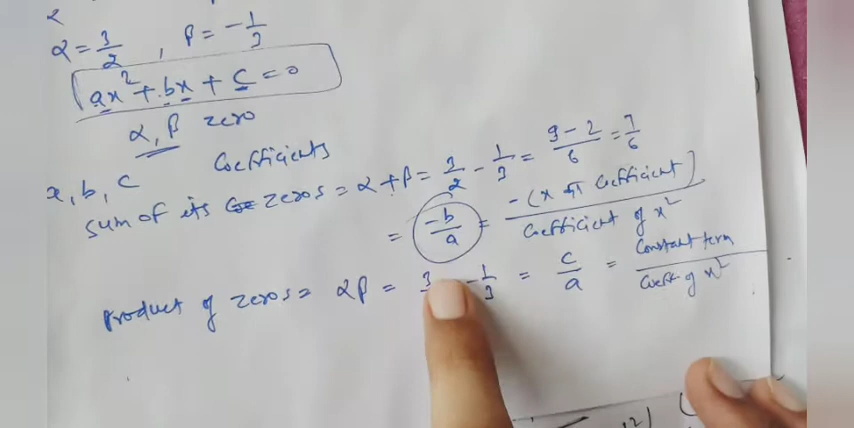 α = 3/2 , β = -1/3
ax² + bx + c = 0
α, β zero
a, b, c Coefficients
sum of its zeros = α + β = 3/2 - 1/3 = 9-2/6 = 7/6
= -b/a = -(x का Coefficient)/Coefficient of x²
Product of zeros = αβ = 3 - 1/3 = c/a = Constant term/Coeff. of x²